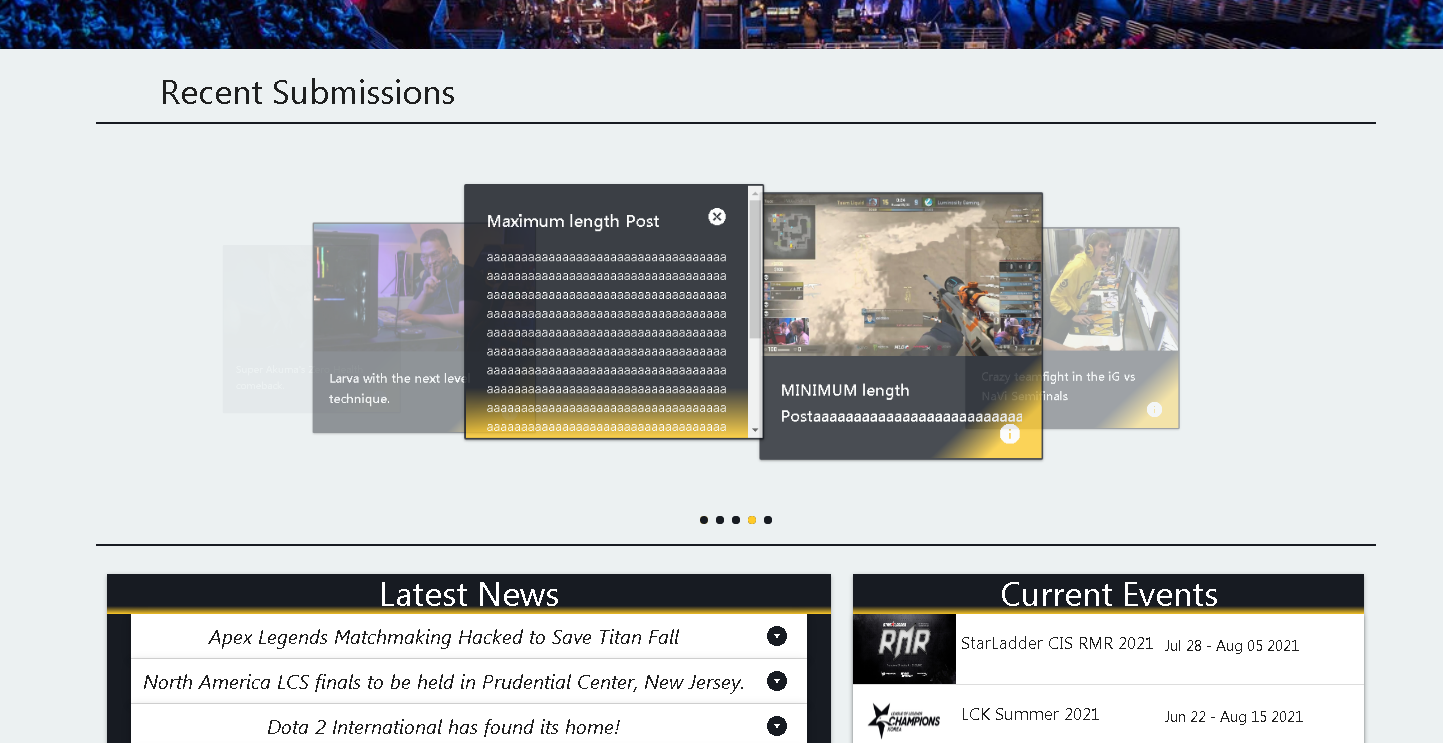 Recent Submissions
Super Akuma's
comeback.
Larva with the next level
technique.
Maximum length Post
aaaaaaaaaaaaaaaaaaaaaaaaaaaaaaaaaaa
aaaaaaaaaaaaaaaaaaaaaaaaaaaaaaaaaaa
aaaaaaaaaaaaaaaaaaaaaaaaaaaaaaaaaaa
aaaaaaaaaaaaaaaaaaaaaaaaaaaaaaaaaaa
aaaaaaaaaaaaaaaaaaaaaaaaaaaaaaaaaaa
aaaaaaaaaaaaaaaaaaaaaaaaaaaaaaaaaaa
aaaaaaaaaaaaaaaaaaaaaaaaaaaaaaaaaaa
aaaaaaaaaaaaaaaaaaaaaaaaaaaaaaaaaaa
aaaaaaaaaaaaaaaaaaaaaaaaaaaaaaaaaaa
aaaaaaaaaaaaaaaaaaaaaaaaaaaaaaaaaaa
Team Liquid
Luminosity Gaming
MINIMUM length
Postaaaaaaaaaaaaaaaaaaaaaaaaaa
Crazy teamfight in the iG vs
NaVi Semifinals
Latest News
Apex Legends Matchmaking Hacked to Save Titan Fall
North America LCS finals to be held in Prudential Center, New Jersey.
Dota 2 International has found its home!
Current Events
RMR
StarLadder CIS RMR 2021 Jul 28 - Aug 05 2021
CHAMPIONS
KOREA
LCK Summer 2021 Jun 22 - Aug 15 2021